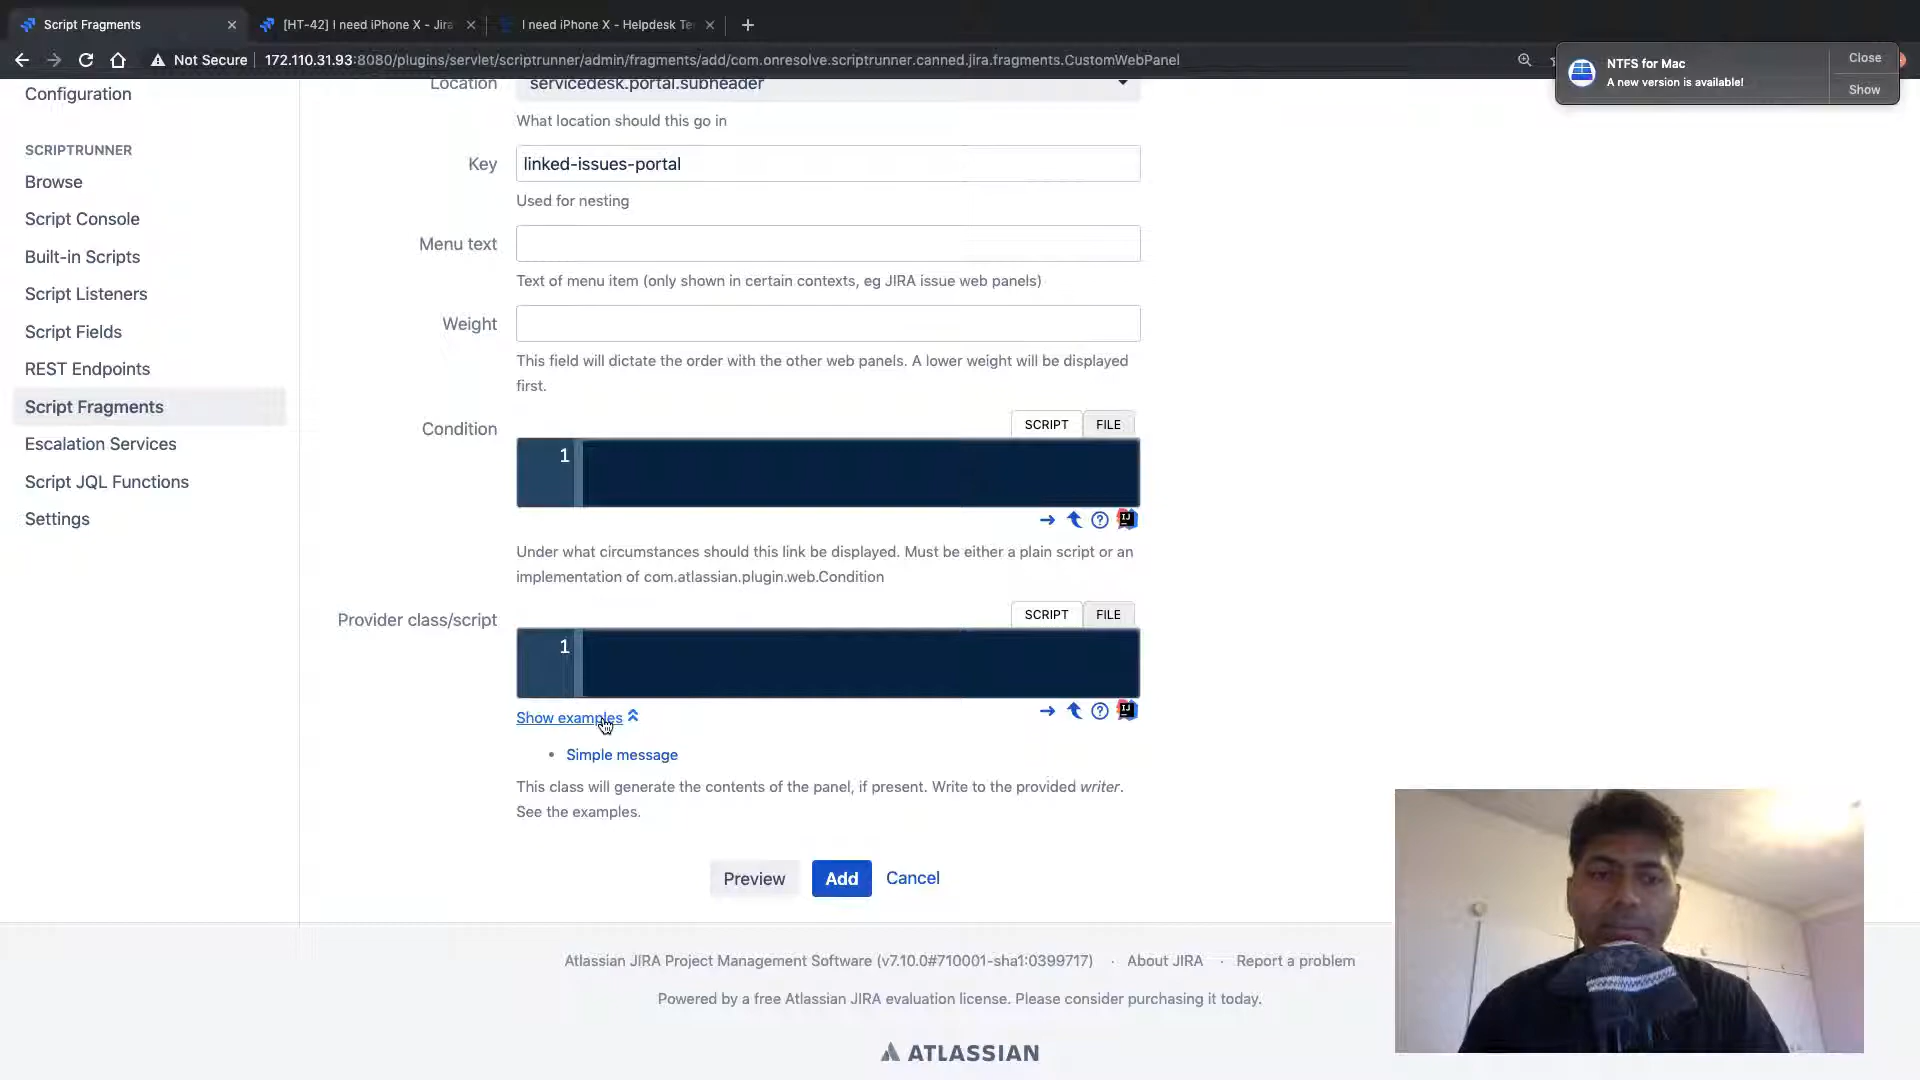 Script Fragments
[HT-42] I need iPhone X - Jira
I need iPhone X - Helpdesk Te
Not Secure
172.110.31.93:8080/plugins/servlet/scriptrunner/admin/fragments/add/com.onresolve.scriptrunner.canned.jira.fragments.CustomWebPanel
NTFS for Mac
A new version is available!
Close
Show
Configuration
SCRIPTRUNNER
Browse
Script Console
Built-in Scripts
Script Listeners
Script Fields
REST Endpoints
Script Fragments
Escalation Services
Script JQL Functions
Settings
Location
servicedesk.portal.subheader
What location should this go in
Key
linked-issues-portal
Used for nesting
Menu text
Text of menu item (only shown in certain contexts, eg JIRA issue web panels)
Weight
This field will dictate the order with the other web panels. A lower weight will be displayed
first.
Condition
SCRIPT
FILE
1
Under what circumstances should this link be displayed. Must be either a plain script or an
implementation of com.atlassian.plugin.web.Condition
Provider class/script
SCRIPT
FILE
1
Show examples
• Simple message
This class will generate the contents of the panel, if present. Write to the provided writer.
See the examples.
Preview
Add
Cancel
Atlassian JIRA Project Management Software (v7.10.0#710001-sha1:0399717) · About JIRA · Report a problem
Powered by a free Atlassian JIRA evaluation license. Please consider purchasing it today.
ATLASSIAN